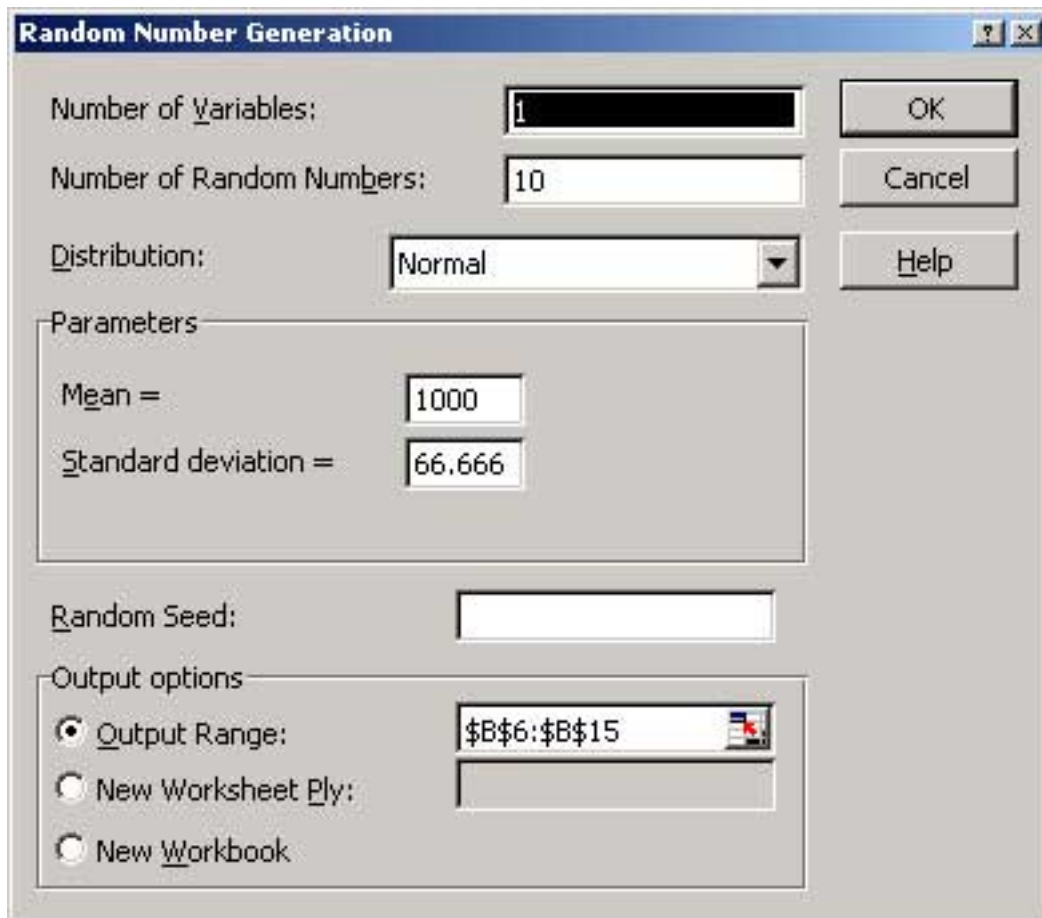 Random Number Generation
Number of Variables: 1
OK
Number of Random Numbers: 10
Cancel
Distribution: Normal
Help
Parameters
Mean = 1000
Standard deviation = 66.666
Random Seed:
Output options
Output Range: $B$6:$B$15
New Worksheet Ply:
New Workbook